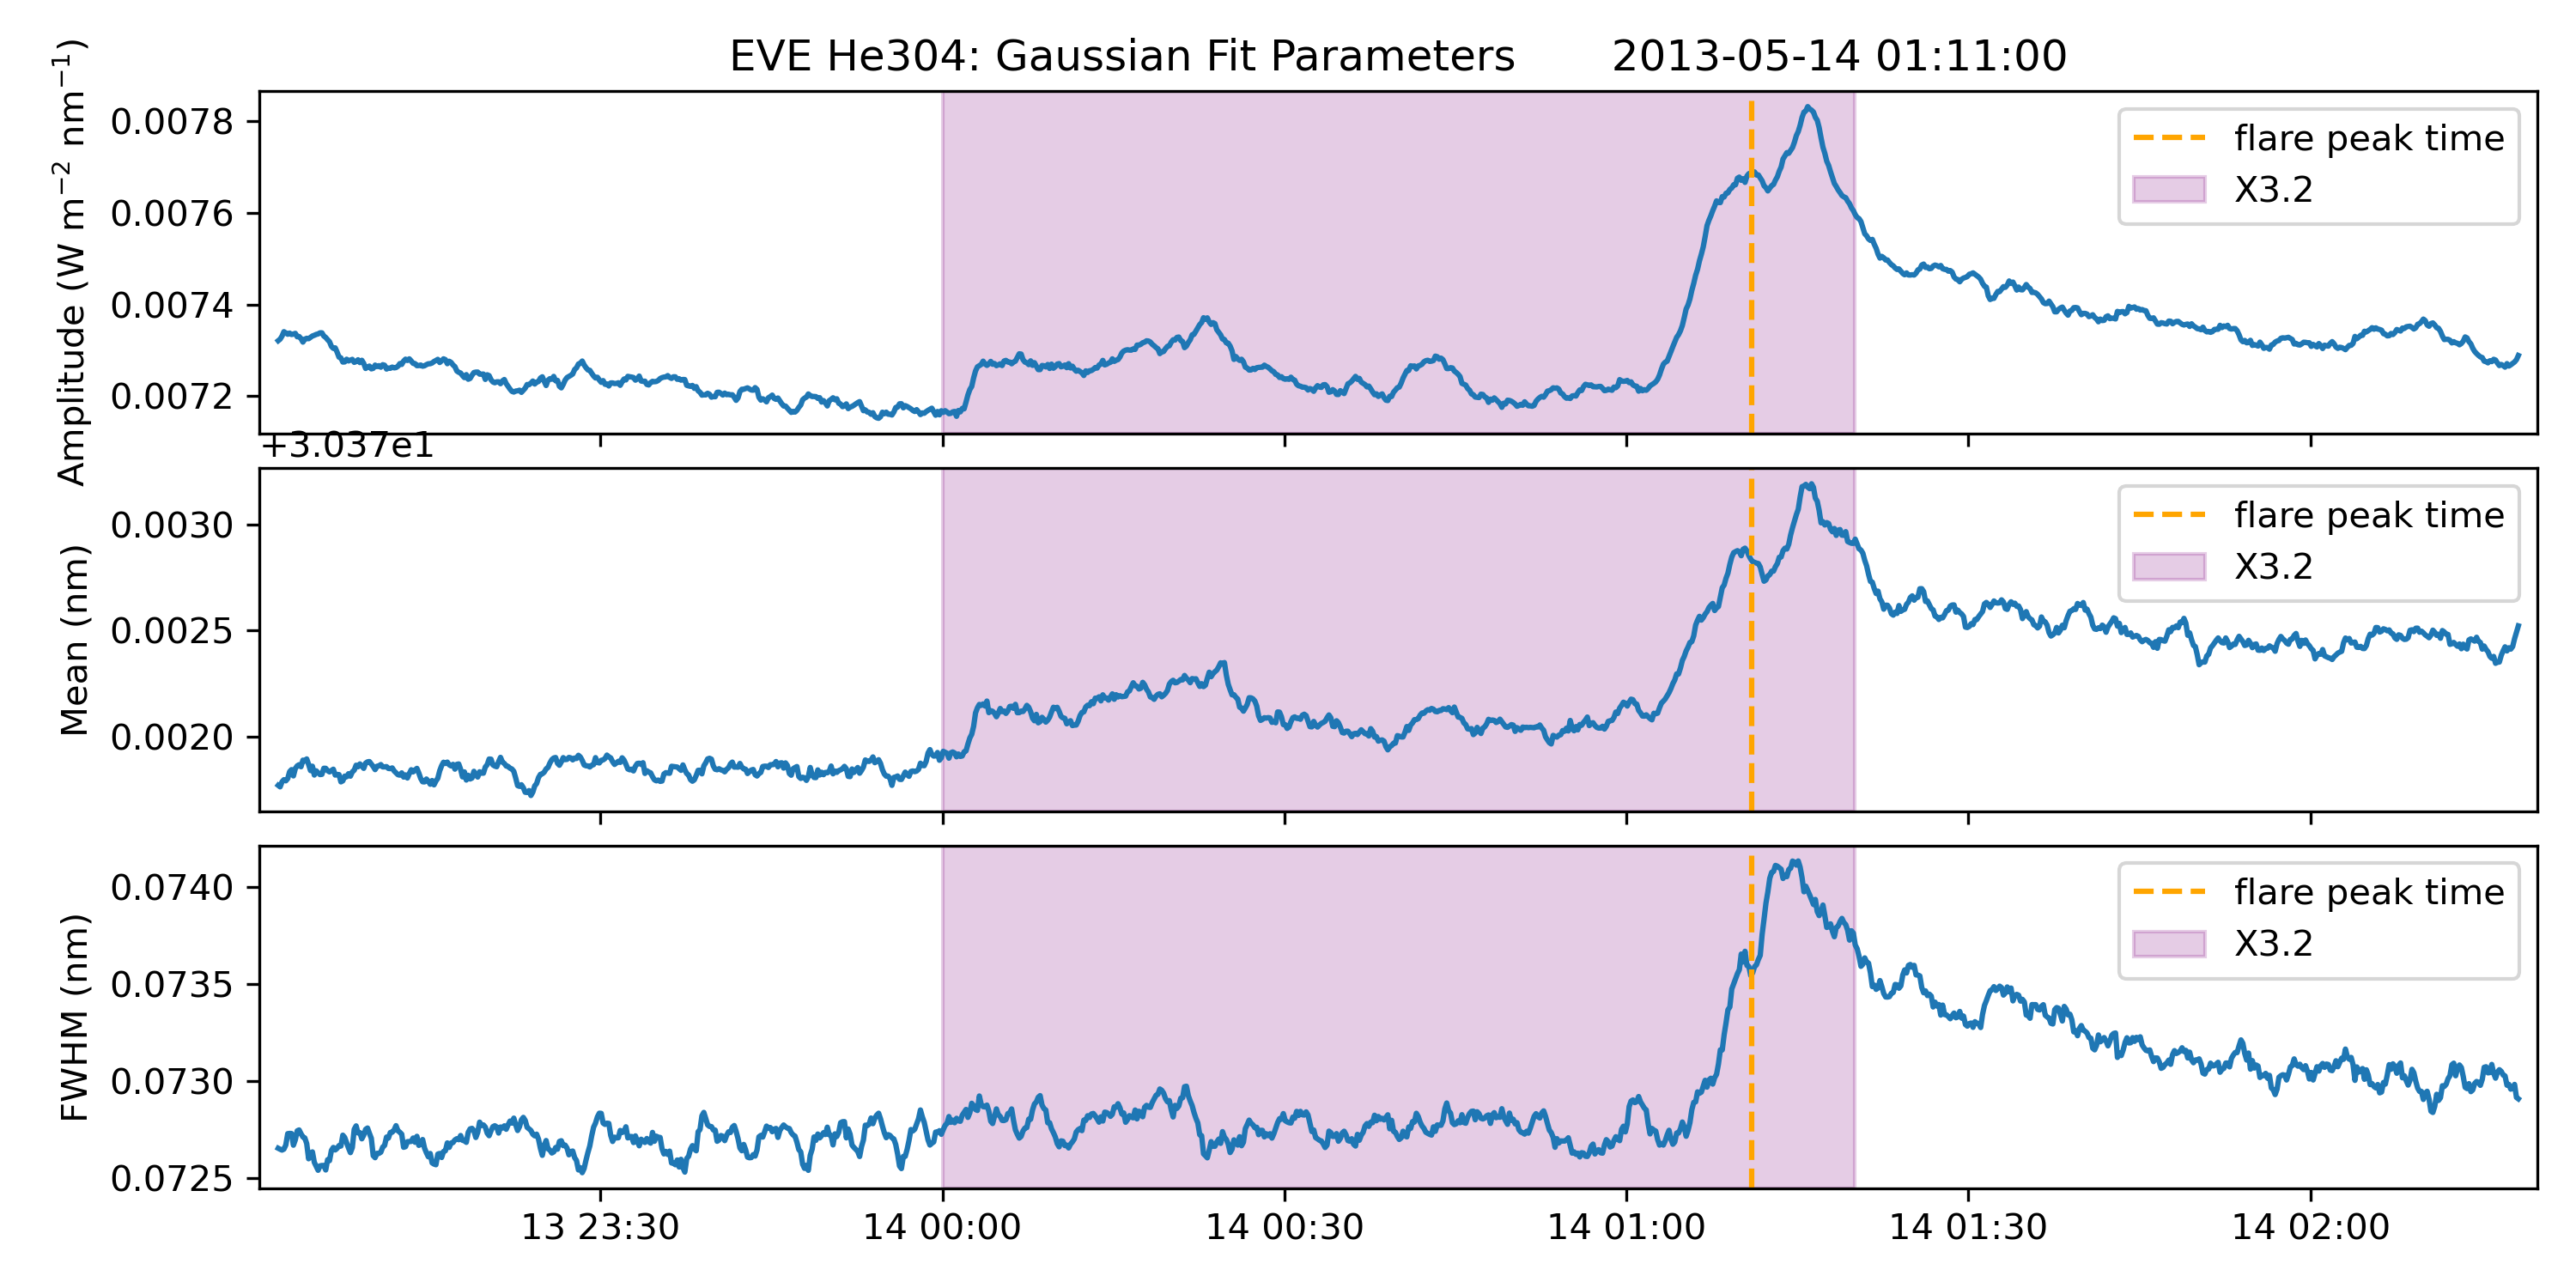 EVE He304: Gaussian Fit Parameters 2013-05-14 01:11:00
Amplitude (W m⁻² nm⁻¹)
0.0078
0.0076
0.0074
0.0072
flare peak time
X3.2
+3.037e1
Mean (nm)
0.0030
0.0025
0.0020
flare peak time
X3.2
FWHM (nm)
0.0740
0.0735
0.0730
0.0725
flare peak time
X3.2
13 23:30 14 00:00 14 00:30 14 01:00 14 01:30 14 02:00